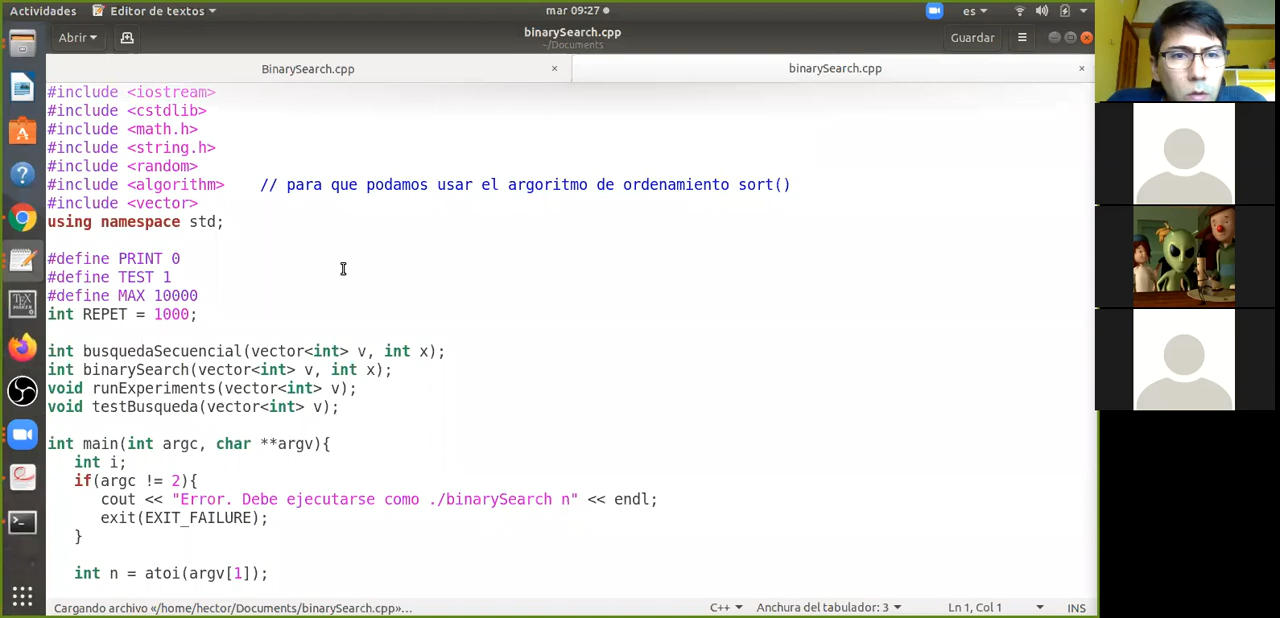 Actividades Editor de textos mar 09:27 es
Abrir binarySearch.cpp Guardar
~/Documents
BinarySearch.cpp × binarySearch.cpp ×
#include <iostream>
#include <cstdlib>
#include <math.h>
#include <string.h>
#include <random>
#include <algorithm> // para que podamos usar el argoritmo de ordenamiento sort()
#include <vector>
using namespace std;
#define PRINT 0
#define TEST 1
#define MAX 10000
int REPET = 1000;
int busquedaSecuencial(vector<int> v, int x);
int binarySearch(vector<int> v, int x);
void runExperiments(vector<int> v);
void testBusqueda(vector<int> v);
int main(int argc, char **argv){
int i;
if(argc != 2){
cout << "Error. Debe ejecutarse como ./binarySearch n" << endl;
exit(EXIT_FAILURE);
}
int n = atoi(argv[1]);
Cargando archivo «/home/hector/Documents/binarySearch.cpp»... C++ Anchura del tabulador: 3 Ln 1, Col 1 INS